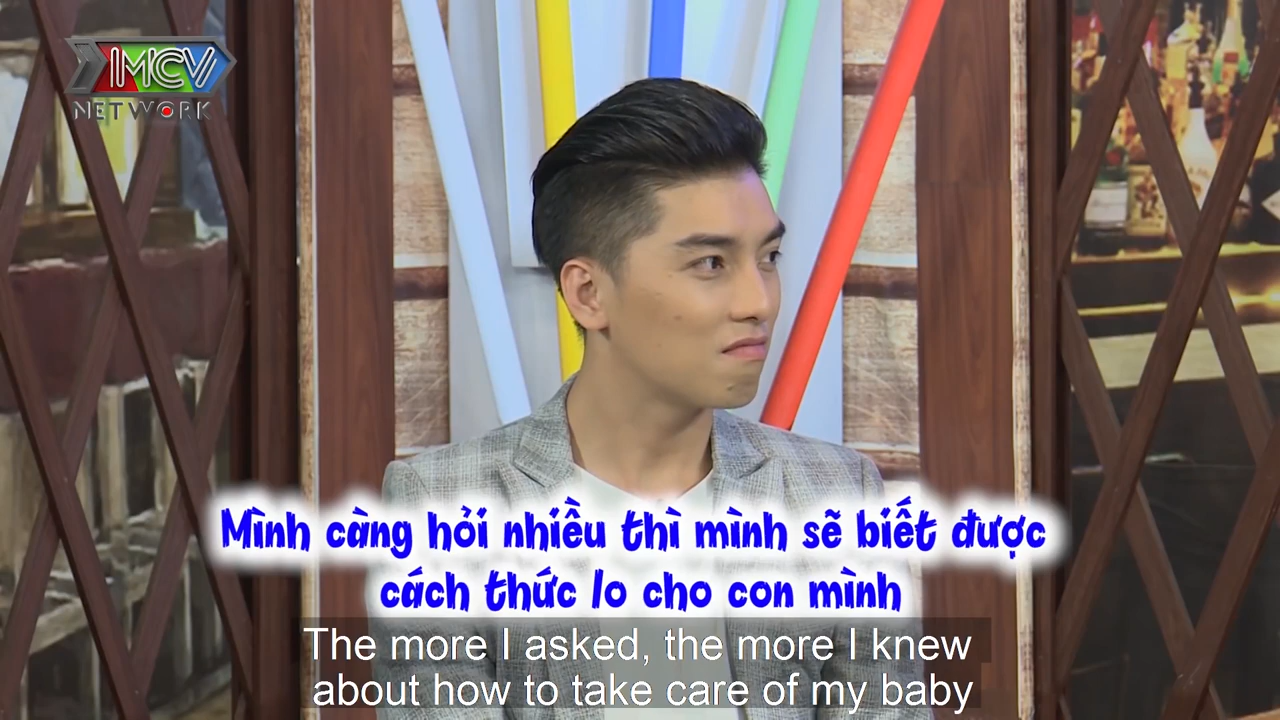 MCV
NETWORK
Mình càng hỏi nhiều thì mình sẽ biết được
cách thức lo cho con mình
The more I asked, the more I knew
about how to take care of my baby